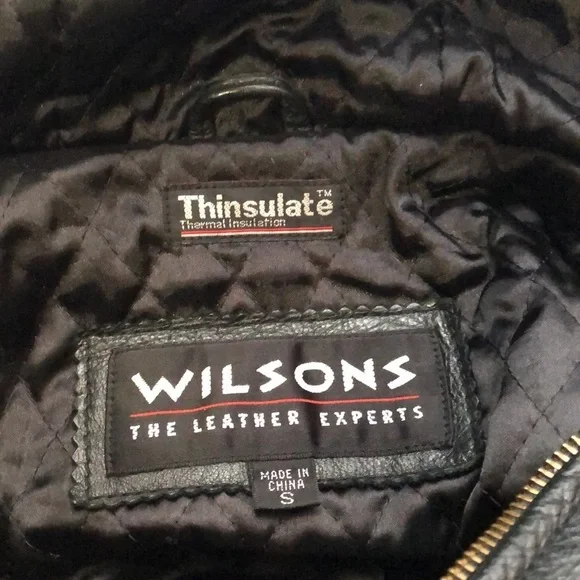 Thinsulate™
Thermal Insulation
WILSONS
THE LEATHER EXPERTS
MADE IN
CHINA
S